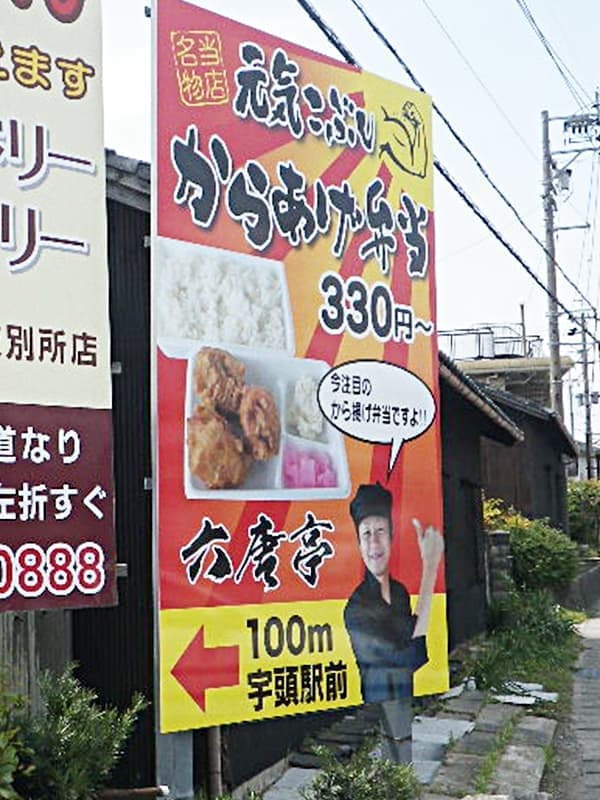 ます
リー
リー
別所店
道なり
左折すぐ
0888
当店
名物
元気こぶし
からあげ弁当
330円~
今注目の
から揚げ弁当ですよ!!
六唐亭
100m
宇頭駅前